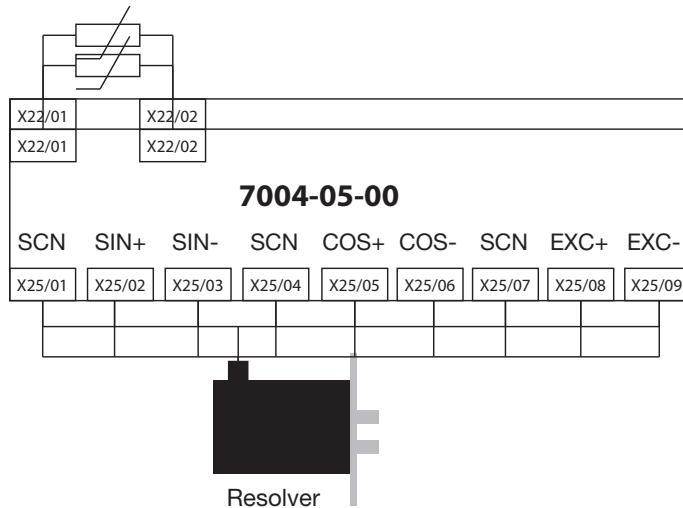 X22/01 X22/02
X22/01 X22/02
7004-05-00
SCN SIN+ SIN- SCN COS+ COS- SCN EXC+ EXC-
X25/01 X25/02 X25/03 X25/04 X25/05 X25/06 X25/07 X25/08 X25/09
Resolver